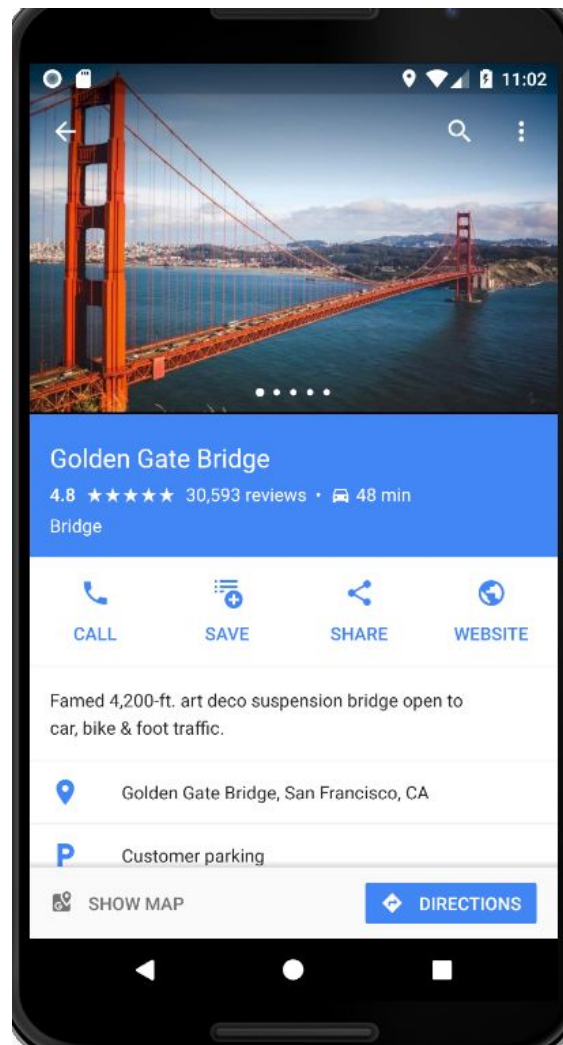 11:02
Golden Gate Bridge
4.8 ★★★★★ 30,593 reviews • 48 min
Bridge
CALL SAVE SHARE WEBSITE
Famed 4,200-ft. art deco suspension bridge open to
car, bike & foot traffic.
Golden Gate Bridge, San Francisco, CA
P Customer parking
SHOW MAP DIRECTIONS